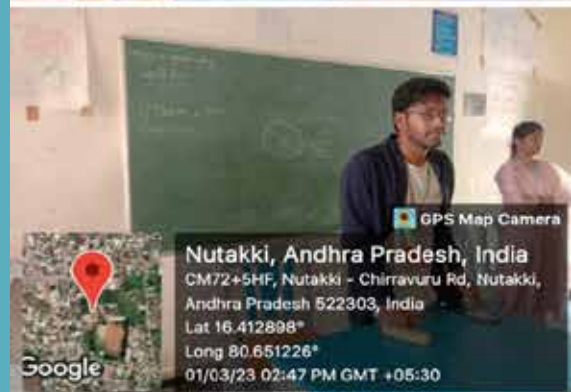 GPS Map Camera
Nutakki, Andhra Pradesh, India
CM72+5HF, Nutakki - Chirravuru Rd, Nutakki,
Andhra Pradesh 522303, India
Lat 16.412898°
Long 80.651226°
01/03/23 02:47 PM GMT +05:30
Google